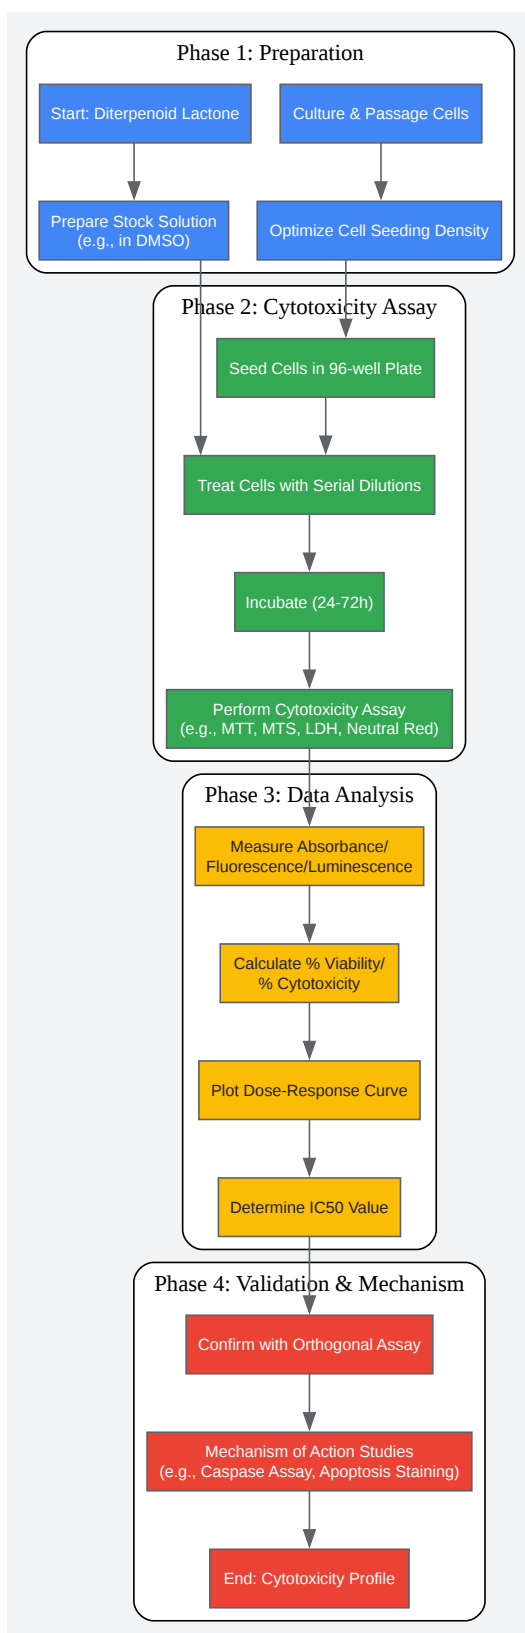 Phase 1: Preparation
Start: Diterpenoid Lactone
Culture & Passage Cells
Prepare Stock Solution
(e.g., in DMSO)
Optimize Cell Seeding Density
Phase 2: Cytotoxicity Assay
Seed Cells in 96-well Plate
Treat Cells with Serial Dilutions
Incubate (24-72h)
Perform Cytotoxicity Assay
(e.g., MTT, MTS, LDH, Neutral Red)
Phase 3: Data Analysis
Measure Absorbance/
Fluorescence/Luminescence
Calculate % Viability/
% Cytotoxicity
Plot Dose-Response Curve
Determine IC50 Value
Phase 4: Validation & Mechanism
Confirm with Orthogonal Assay
Mechanism of Action Studies
(e.g., Caspase Assay, Apoptosis Staining)
End: Cytotoxicity Profile